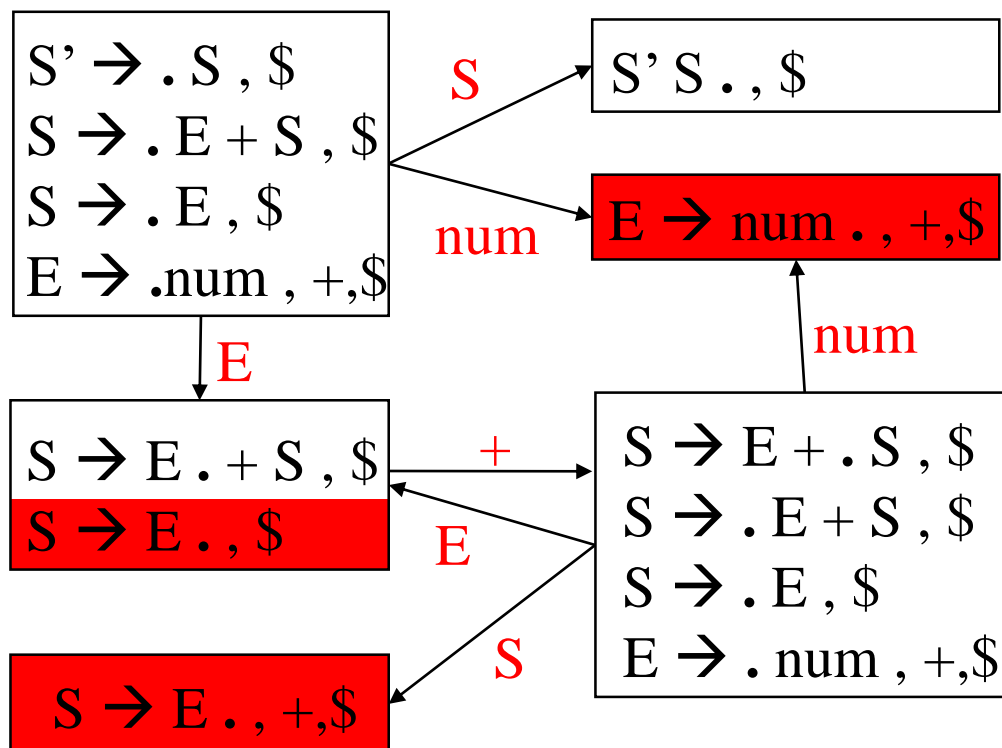 S’ → . S , $
S → . E + S , $
S → . E , $
E → .num , +,$
S
S’ S . , $
num
E → num . , +,$
E
num
S → E . + S , $
S → E . , $
+
E
S → E + . S , $
S → . E + S , $
S → . E , $
E → . num , +,$
S
S → E . , +,$